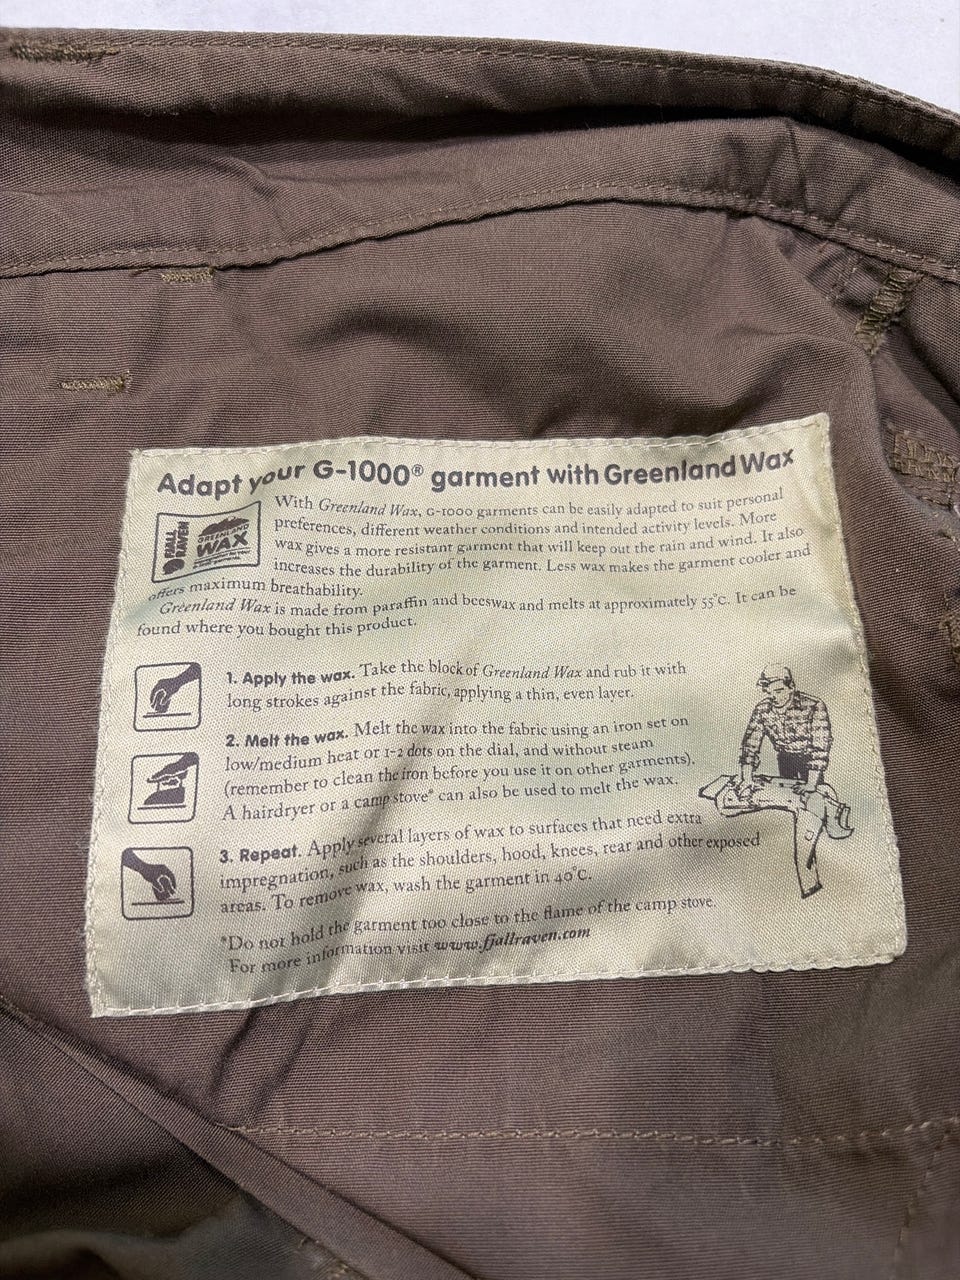 Adapt your G-1000® garment with Greenland Wax
FJÄLL
RÄVEN
GREENLAND
WAX
With Greenland Wax, G-1000 garments can be easily adapted to suit personal
preferences, different weather conditions and intended activity levels. More
wax gives a more resistant garment that will keep out the rain and wind. It also
increases the durability of the garment. Less wax makes the garment cooler and
offers maximum breathability.
Greenland Wax is made from paraffin and beeswax and melts at approximately 55°C. It can be
found where you bought this product.
1. Apply the wax. Take the block of Greenland Wax and rub it with
long strokes against the fabric, applying a thin, even layer.
2. Melt the wax. Melt the wax into the fabric using an iron set on
low/medium heat or 1-2 dots on the dial, and without steam
(remember to clean the iron before you use it on other garments).
A hairdryer or a camp stove* can also be used to melt the wax.
3. Repeat. Apply several layers of wax to surfaces that need extra
impregnation, such as the shoulders, hood, knees, rear and other exposed
areas. To remove wax, wash the garment in 40°C.
*Do not hold the garment too close to the flame of the camp stove.
For more information visit www.fjallraven.com